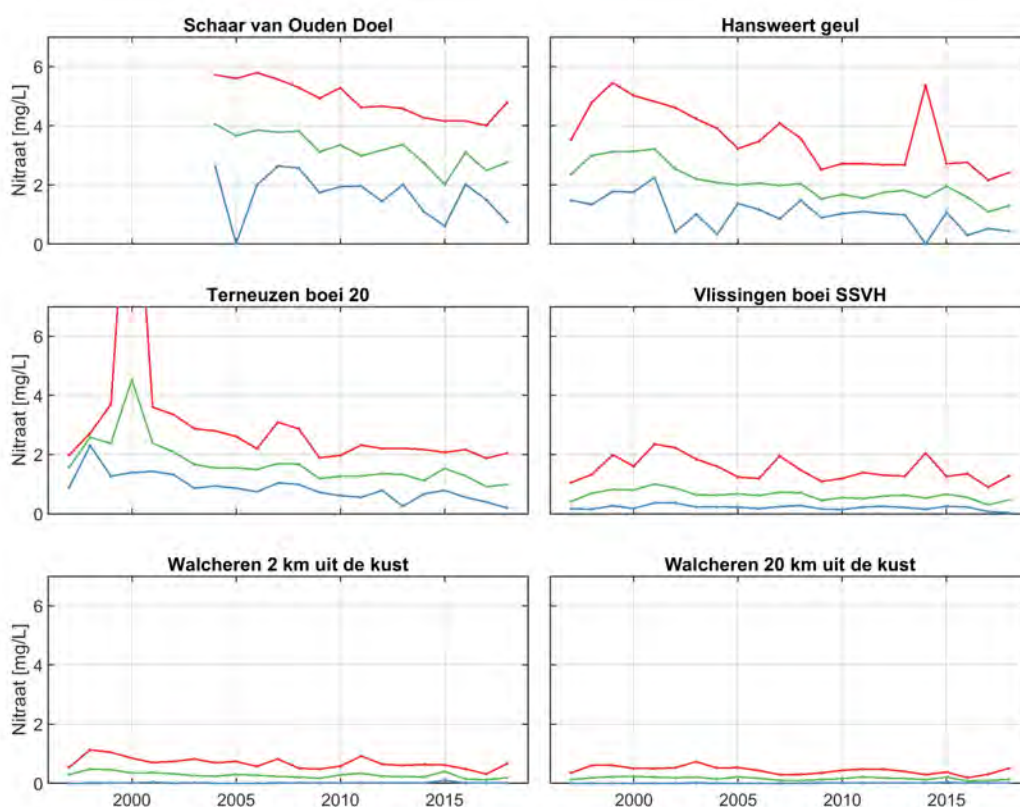 Schaar van Ouden Doel
Hansweert geul
Nitraat [mg/L]
6
4
2
0
Terneuzen boei 20
Vlissingen boei SSVH
Nitraat [mg/L]
6
4
2
0
Walcheren 2 km uit de kust
Walcheren 20 km uit de kust
Nitraat [mg/L]
6
4
2
0
2000 2005 2010 2015
2000 2005 2010 2015